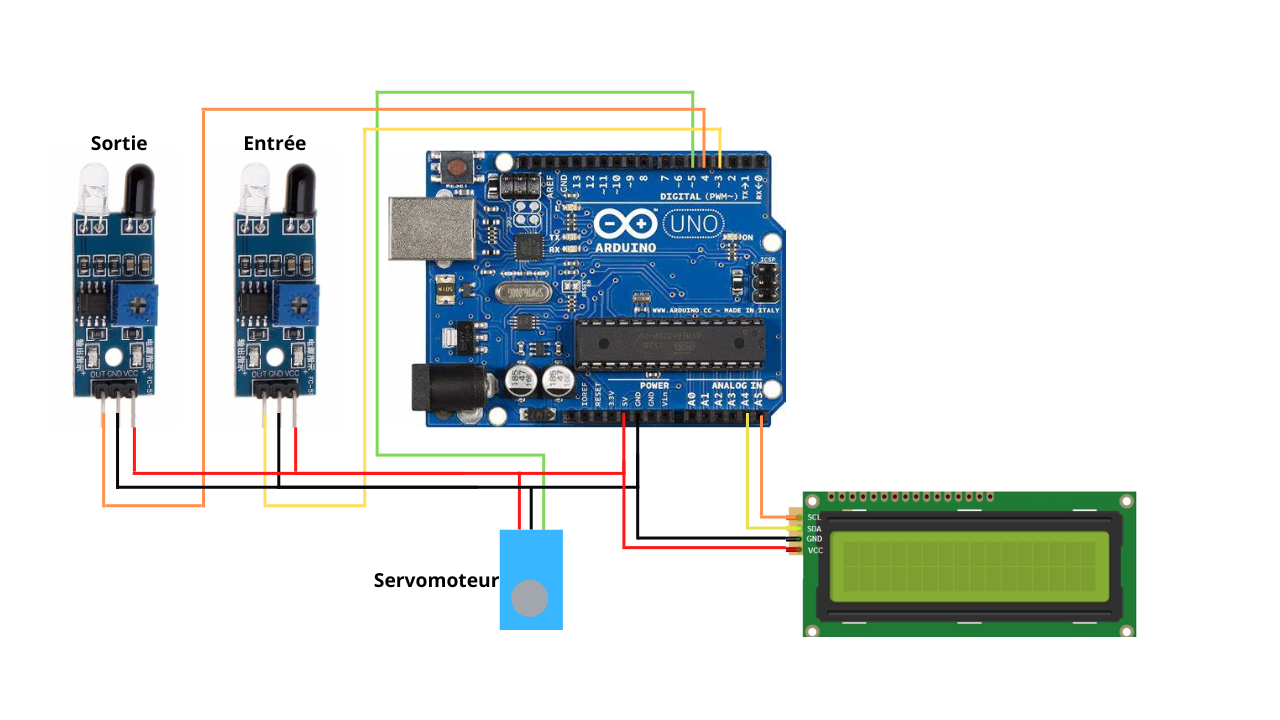 Sortie
Entrée
OUT GND VCC
OUT GND VCC
RESET
AREF
GND
13
12
~11
~10
~9
8
7
~6
~5
4
~3
2
TX→1
RX←0
DIGITAL (PWM~)
TX
RX
ARDUINO
UNO
ON
ICSP
WWW.ARDUINO.CC - MADE IN ITALY
POWER
ANALOG IN
IOREF
RESET
3.3V
5V
GND
GND
Vin
A0
A1
A2
A3
A4
A5
SCL
SDA
GND
VCC
Servomoteur